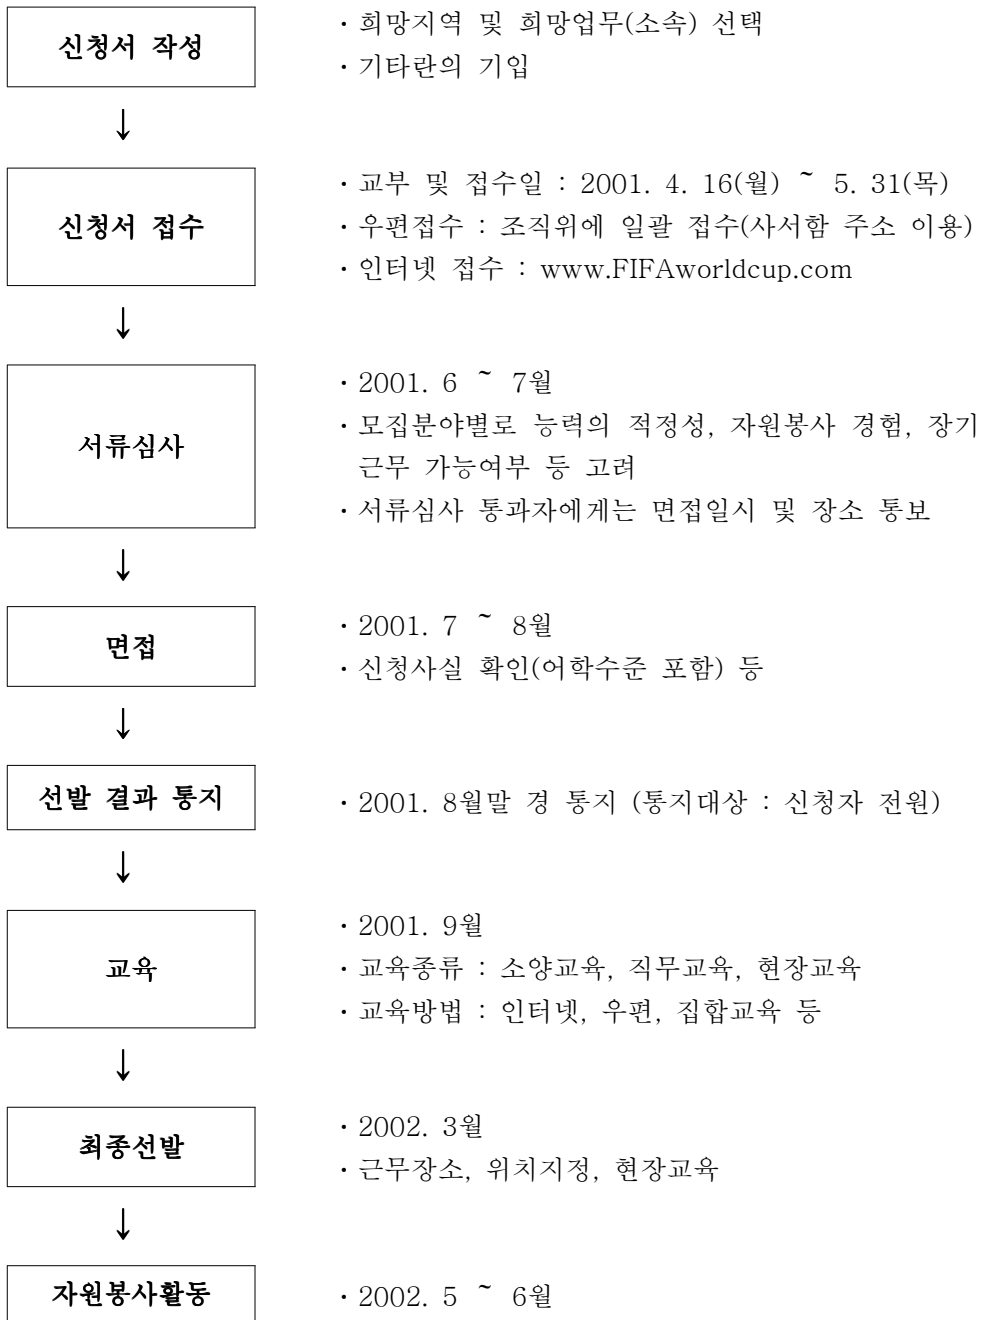 신청서 작성
· 희망지역 및 희망업무(소속) 선택
· 기타란의 기입
↓
신청서 접수
· 교부 및 접수일 : 2001. 4. 16(월) ~ 5. 31(목)
· 우편접수 : 조직위에 일괄 접수(사서함 주소 이용)
· 인터넷 접수 : www.FIFAworldcup.com
↓
서류심사
· 2001. 6 ~ 7월
· 모집분야별로 능력의 적정성, 자원봉사 경험, 장기
근무 가능여부 등 고려
· 서류심사 통과자에게는 면접일시 및 장소 통보
↓
면접
· 2001. 7 ~ 8월
· 신청사실 확인(어학수준 포함) 등
↓
선발 결과 통지
· 2001. 8월말 경 통지 (통지대상 : 신청자 전원)
↓
교육
· 2001. 9월
· 교육종류 : 소양교육, 직무교육, 현장교육
· 교육방법 : 인터넷, 우편, 집합교육 등
↓
최종선발
· 2002. 3월
· 근무장소, 위치지정, 현장교육
↓
자원봉사활동
· 2002. 5 ~ 6월